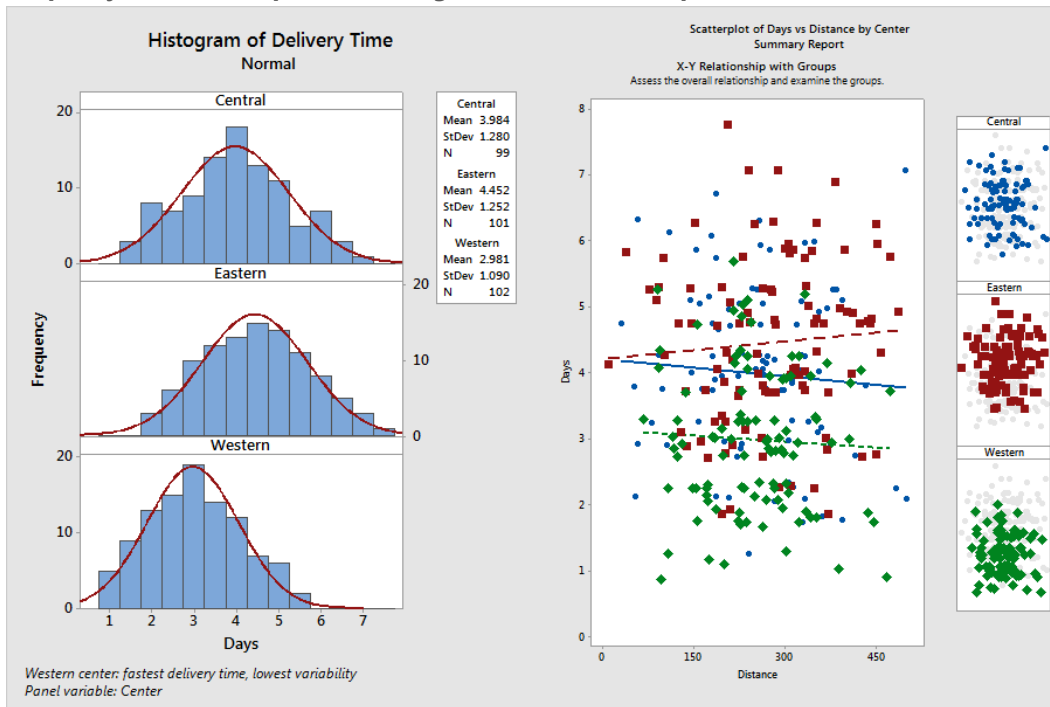 Histogram of Delivery Time
Normal
Central
20
10
0
Eastern
20
10
0
Western
20
10
0
1 2 3 4 5 6 7
Frequency
Days
Central
Mean 3.984
StDev 1.280
N 99
Eastern
Mean 4.452
StDev 1.252
N 101
Western
Mean 2.981
StDev 1.090
N 102
Western center: fastest delivery time, lowest variability
Panel variable: Center
Scatterplot of Days vs Distance by Center
Summary Report
X-Y Relationship with Groups
Assess the overall relationship and examine the groups.
8
7
6
5
4
3
2
1
0
Days
0 150 300 450
Distance
Central
Eastern
Western